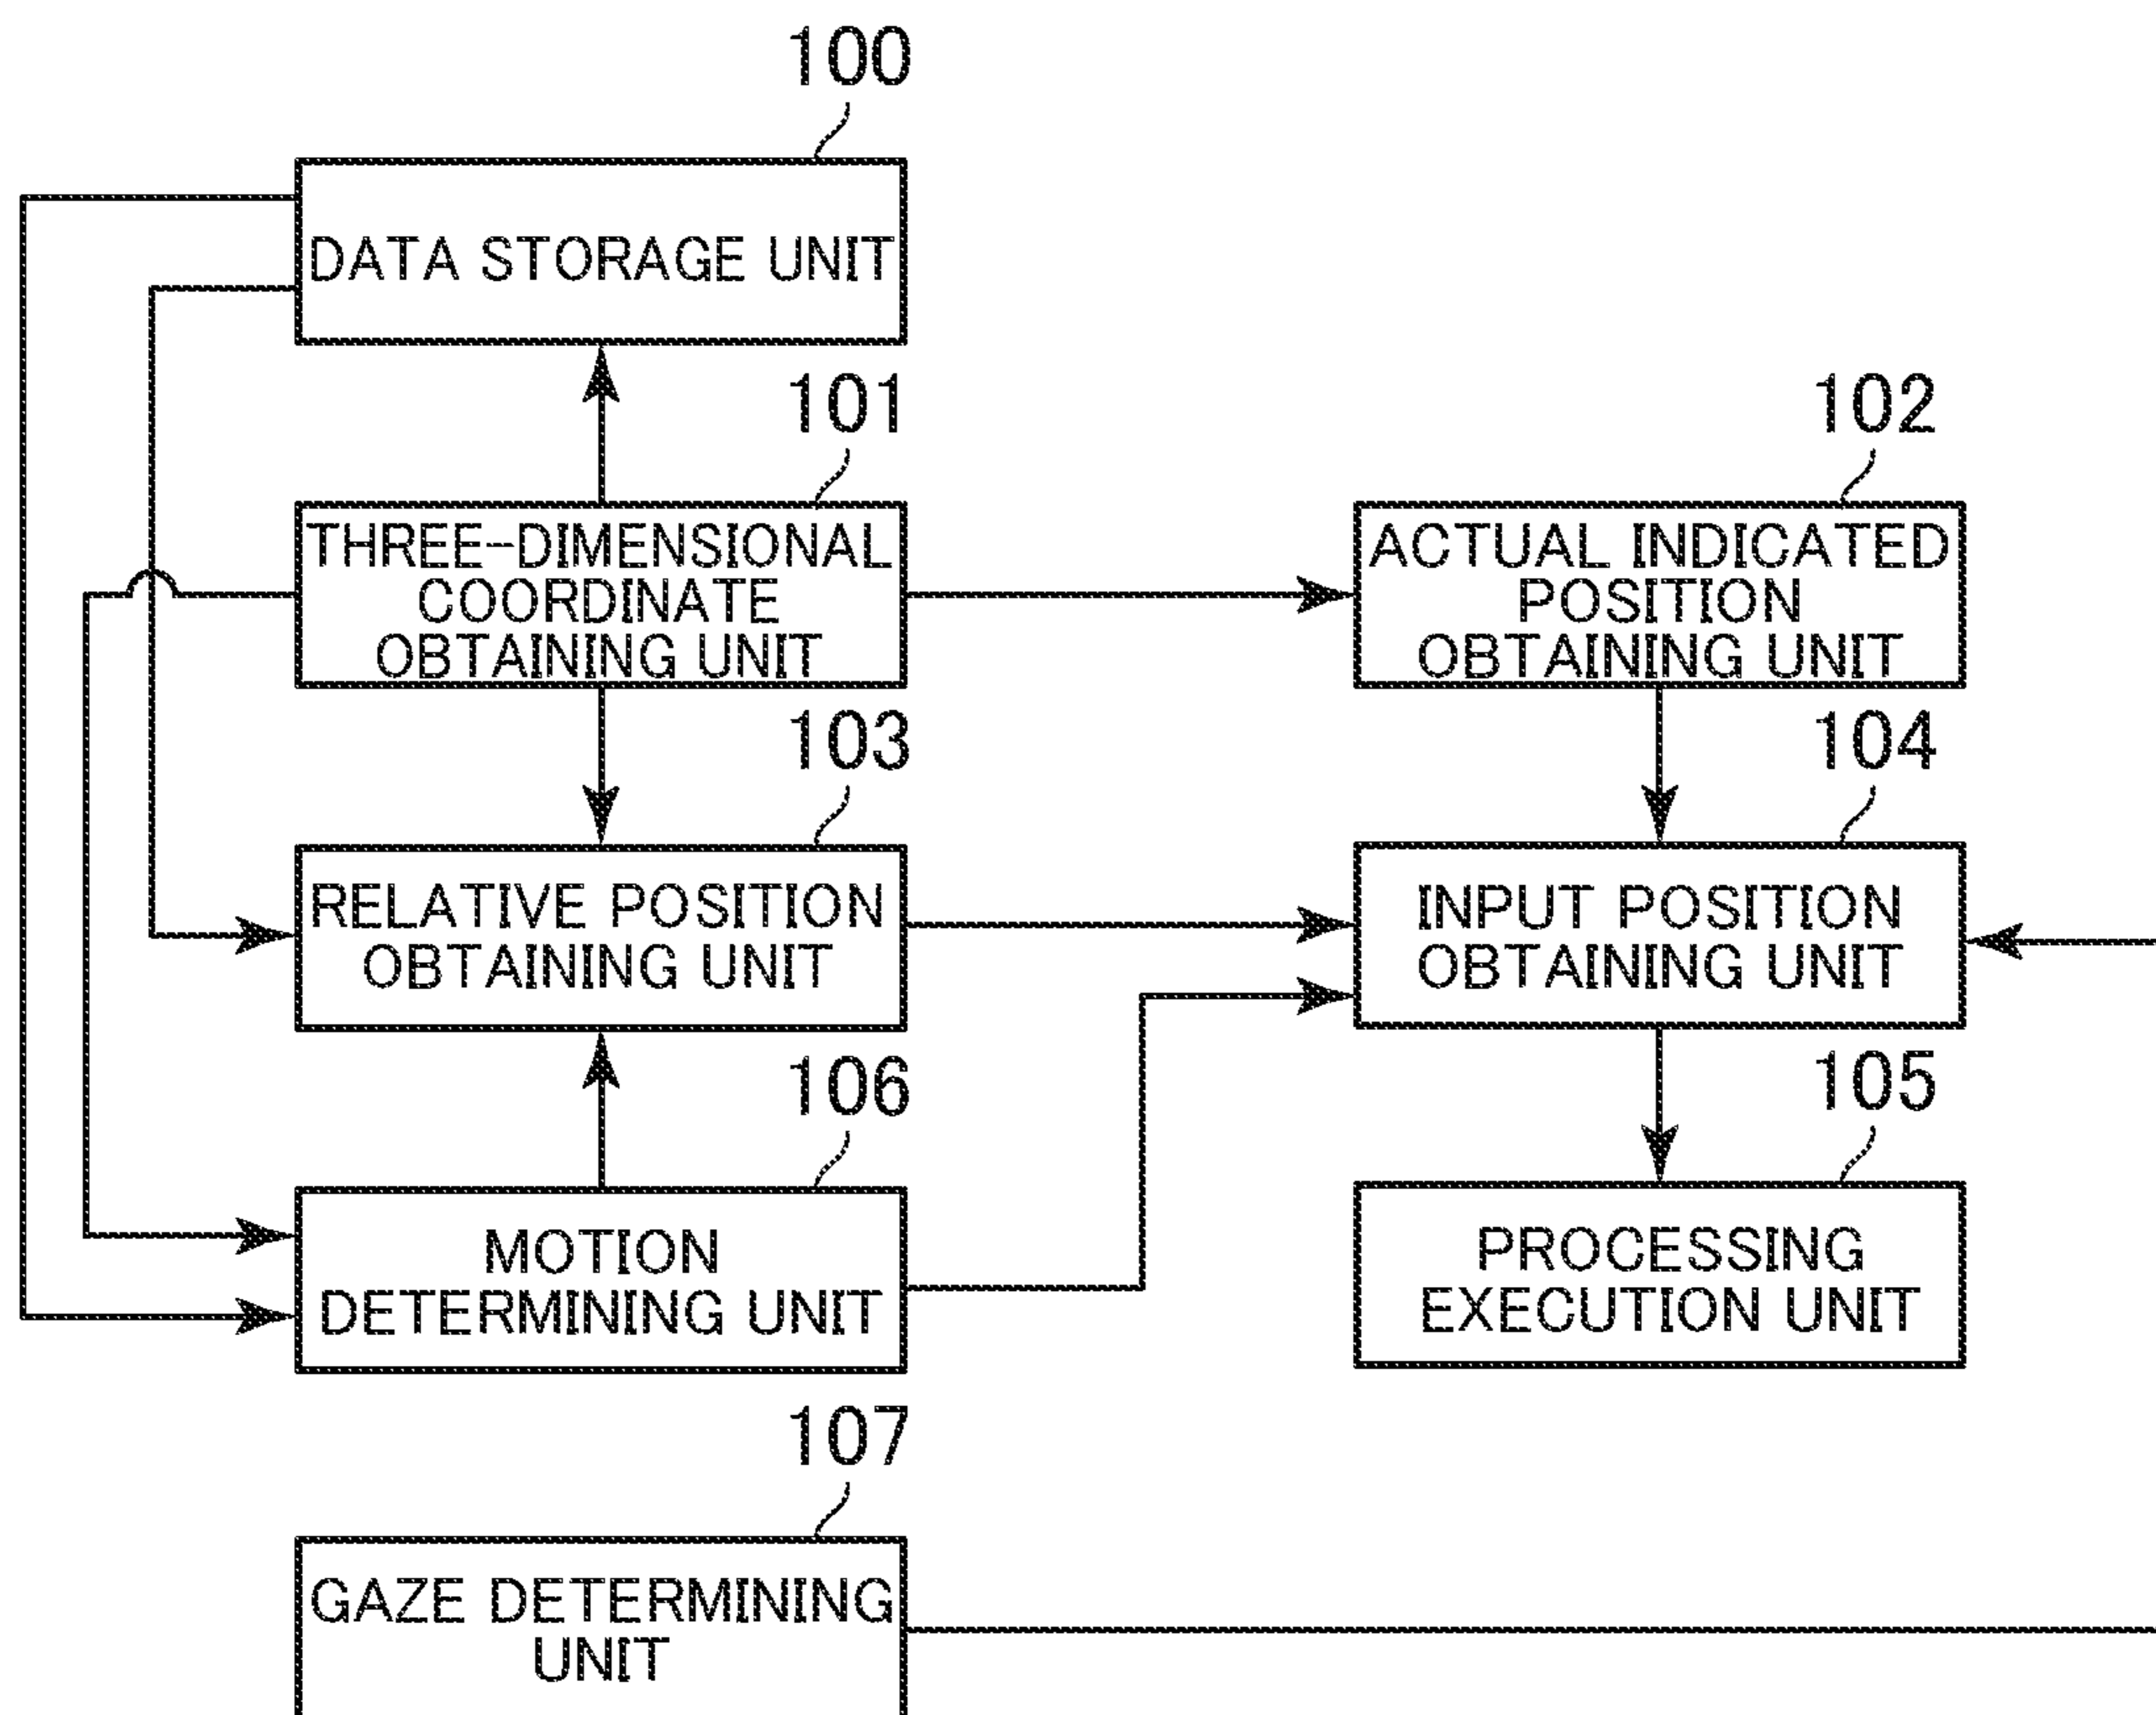 100
DATA STORAGE UNIT
101
THREE-DIMENSIONAL
COORDINATE
OBTAINING UNIT
102
ACTUAL INDICATED
POSITION
OBTAINING UNIT
103
RELATIVE POSITION
OBTAINING UNIT
104
INPUT POSITION
OBTAINING UNIT
106
MOTION
DETERMINING UNIT
105
PROCESSING
EXECUTION UNIT
107
GAZE DETERMINING
UNIT